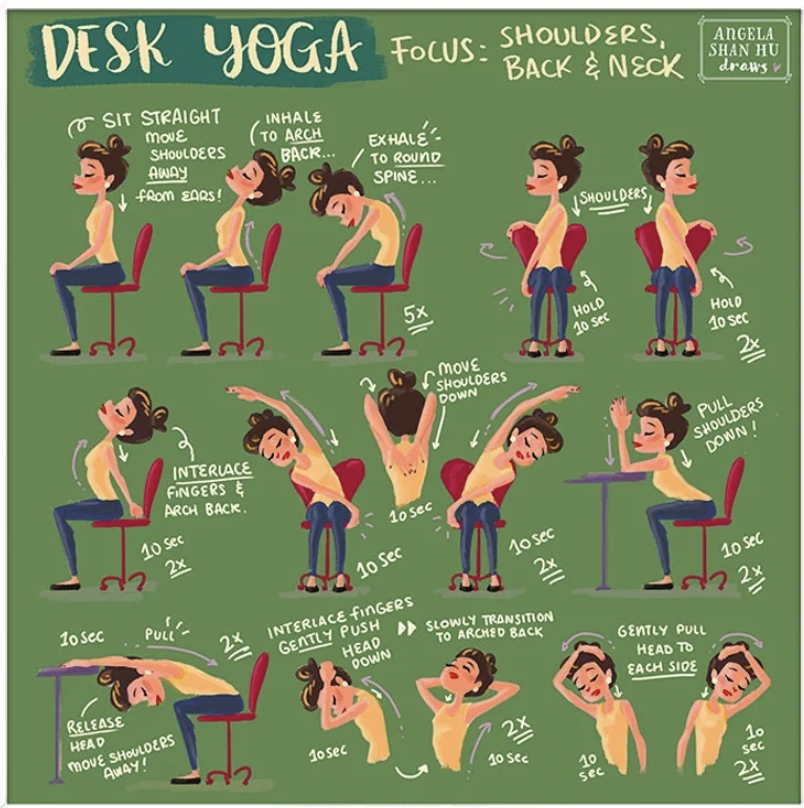 DESK YOGA
FOCUS: SHOULDERS,
BACK & NECK
ANGELA
SHAN HU
draws
SIT STRAIGHT
MOVE
SHOULDERS
AWAY
FROM EARS!
INHALE
TO ARCH
BACK...
EXHALE
TO ROUND
SPINE...
5x
SHOULDERS
HOLD
10 SEC
HOLD
10 SEC
2x
INTERLACE
FINGERS &
ARCH BACK.
10 SEC
2x
10 SEC
MOVE
SHOULDERS
DOWN
10 SEC
10 SEC
2x
PULL
SHOULDERS
DOWN!
10 SEC
2x
10 SEC
PULL
2x
RELEASE
HEAD
MOVE SHOULDERS
AWAY!
INTERLACE FINGERS
GENTLY PUSH
HEAD
DOWN
10 SEC
SLOWLY TRANSITION
TO ARCHED BACK
2x
10 SEC
GENTLY PULL
HEAD TO
EACH SIDE
10
SEC
10
SEC
2x